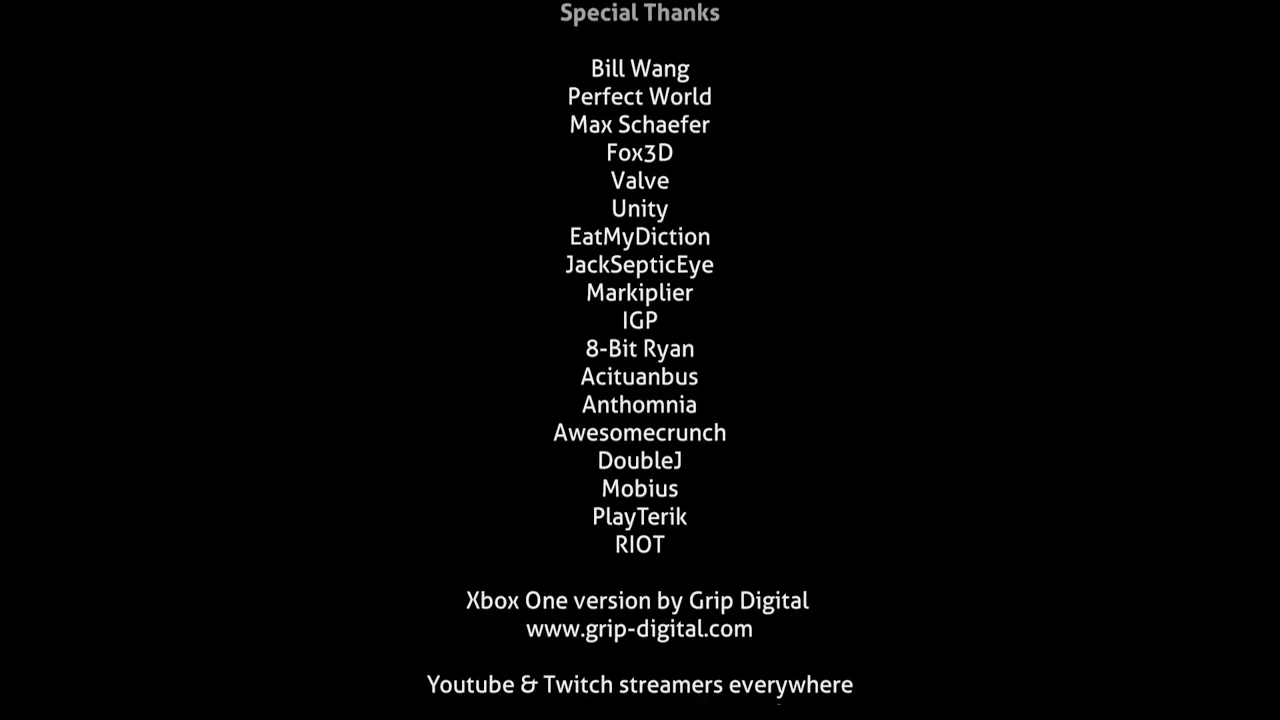 Special Thanks
Bill Wang
Perfect World
Max Schaefer
Fox3D
Valve
Unity
EatMyDiction
JackSepticEye
Markiplier
IGP
8-Bit Ryan
Acituanbus
Anthomnia
Awesomecrunch
DoubleJ
Mobius
PlayTerik
RIOT
Xbox One version by Grip Digital
www.grip-digital.com
Youtube & Twitch streamers everywhere